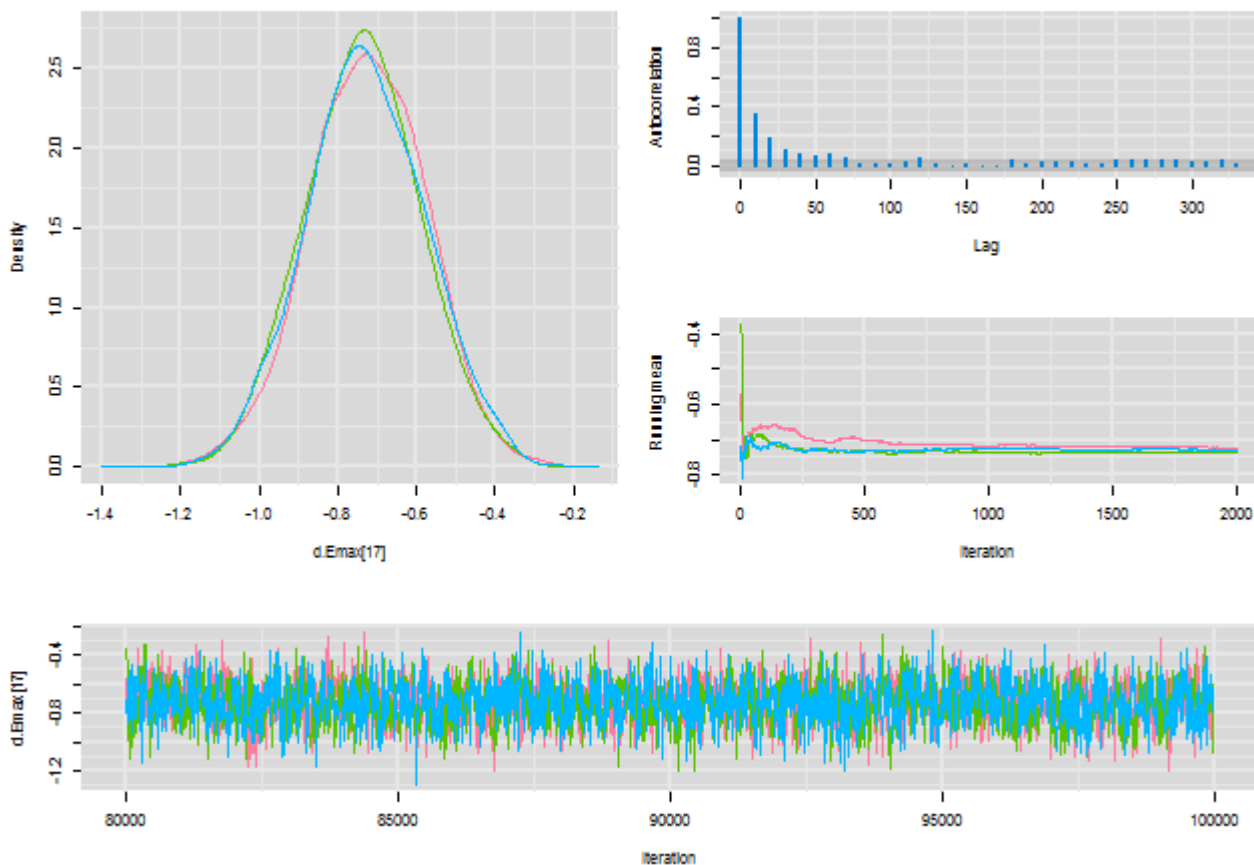 Density
2.5
2.0
1.5
1.0
0.5
0.0
-1.4 -1.2 -1.0 -0.8 -0.6 -0.4 -0.2
d.Emax[17]
Autocorrelation
0.8
0.4
0.0
0 50 100 150 200 250 300
Lag
Running mean
-0.4
-0.6
-0.8
0 500 1000 1500 2000
Iteration
d.Emax[17]
-0.4
-0.8
-1.2
80000 85000 90000 95000 100000
Iteration